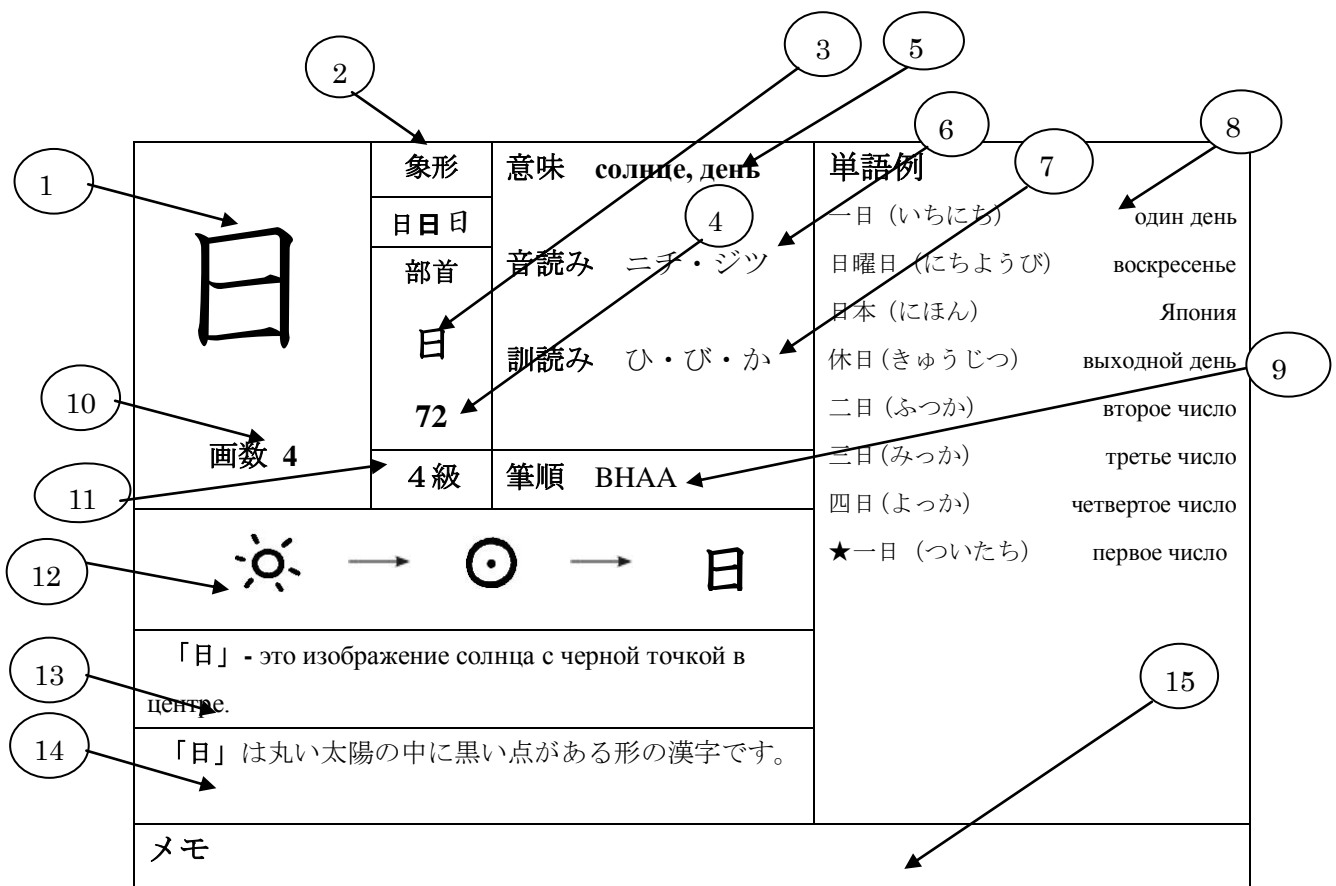 3
5
2
6
8
7
1
象形
意味 солнце, день
単語例
日
日日日
4
一日 (いちにち) один день
部首
音読み ニチ・ジツ
日曜日 (にちようび) воскресенье
日本 (にほん) Япония
日
訓読み ひ・び・か
休日(きゅうじつ) выходной день
9
10
72
二日(ふつか) второе число
画数 4
三日(みっか) третье число
11
4級
筆順 BHAA
四日(よっか) четвертое число
★一日 (ついたち) первое число
12
日
「日」- это изображение солнца с черной точкой в
центре.
13
15
14
「日」は丸い太陽の中に黒い点がある形の漢字です。
メモ